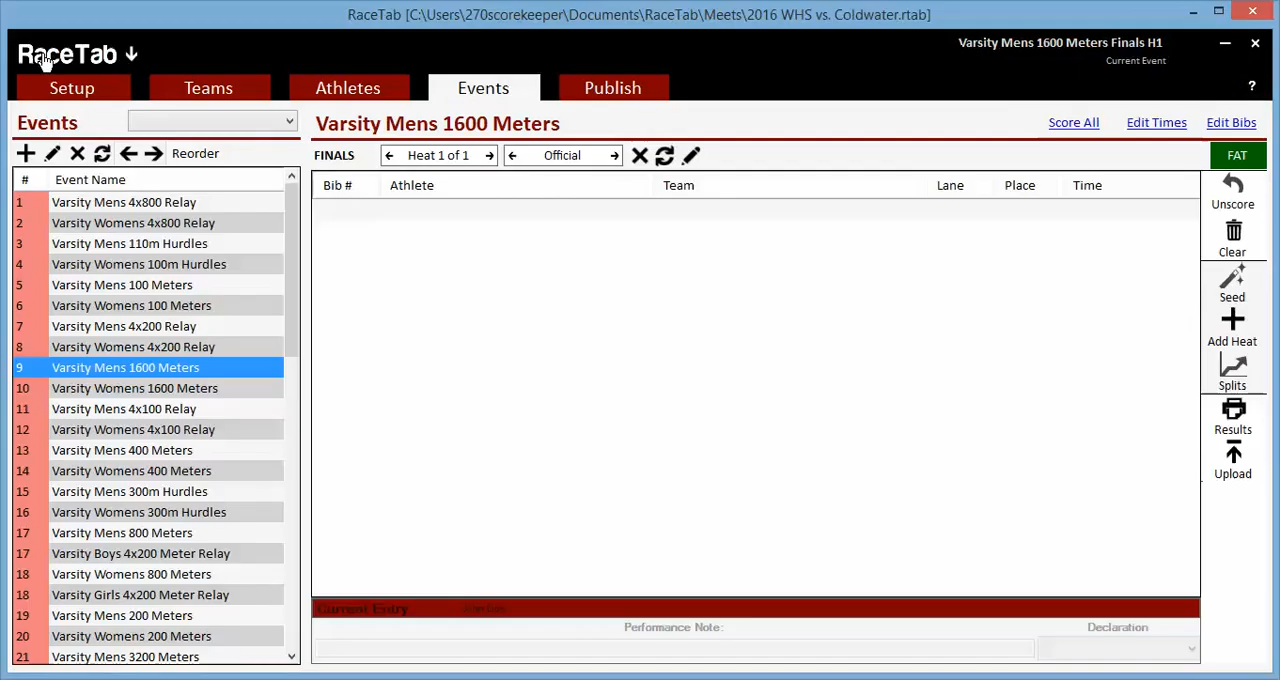 RaceTab [C:\Users\270scorekeeper\Documents\RaceTab\Meets\2016 WHS vs. Coldwater.rtab]
RaceTab
Varsity Mens 1600 Meters Finals H1
Current Event
Setup Teams Athletes Events Publish ?
Events
Reorder
# Event Name
1 Varsity Mens 4x800 Relay
2 Varsity Womens 4x800 Relay
3 Varsity Mens 110m Hurdles
4 Varsity Womens 100m Hurdles
5 Varsity Mens 100 Meters
6 Varsity Womens 100 Meters
7 Varsity Mens 4x200 Relay
8 Varsity Womens 4x200 Relay
9 Varsity Mens 1600 Meters
10 Varsity Womens 1600 Meters
11 Varsity Mens 4x100 Relay
12 Varsity Womens 4x100 Relay
13 Varsity Mens 400 Meters
14 Varsity Womens 400 Meters
15 Varsity Mens 300m Hurdles
16 Varsity Womens 300m Hurdles
17 Varsity Mens 800 Meters
17 Varsity Boys 4x200 Meter Relay
18 Varsity Womens 800 Meters
18 Varsity Girls 4x200 Meter Relay
19 Varsity Mens 200 Meters
20 Varsity Womens 200 Meters
21 Varsity Mens 3200 Meters
Varsity Mens 1600 Meters
Score All Edit Times Edit Bibs
FINALS Heat 1 of 1 Official FAT
Bib # Athlete Team Lane Place Time
Unscore
Clear
Seed
Add Heat
Splits
Results
Upload
Current Entry
Performance Note: Declaration